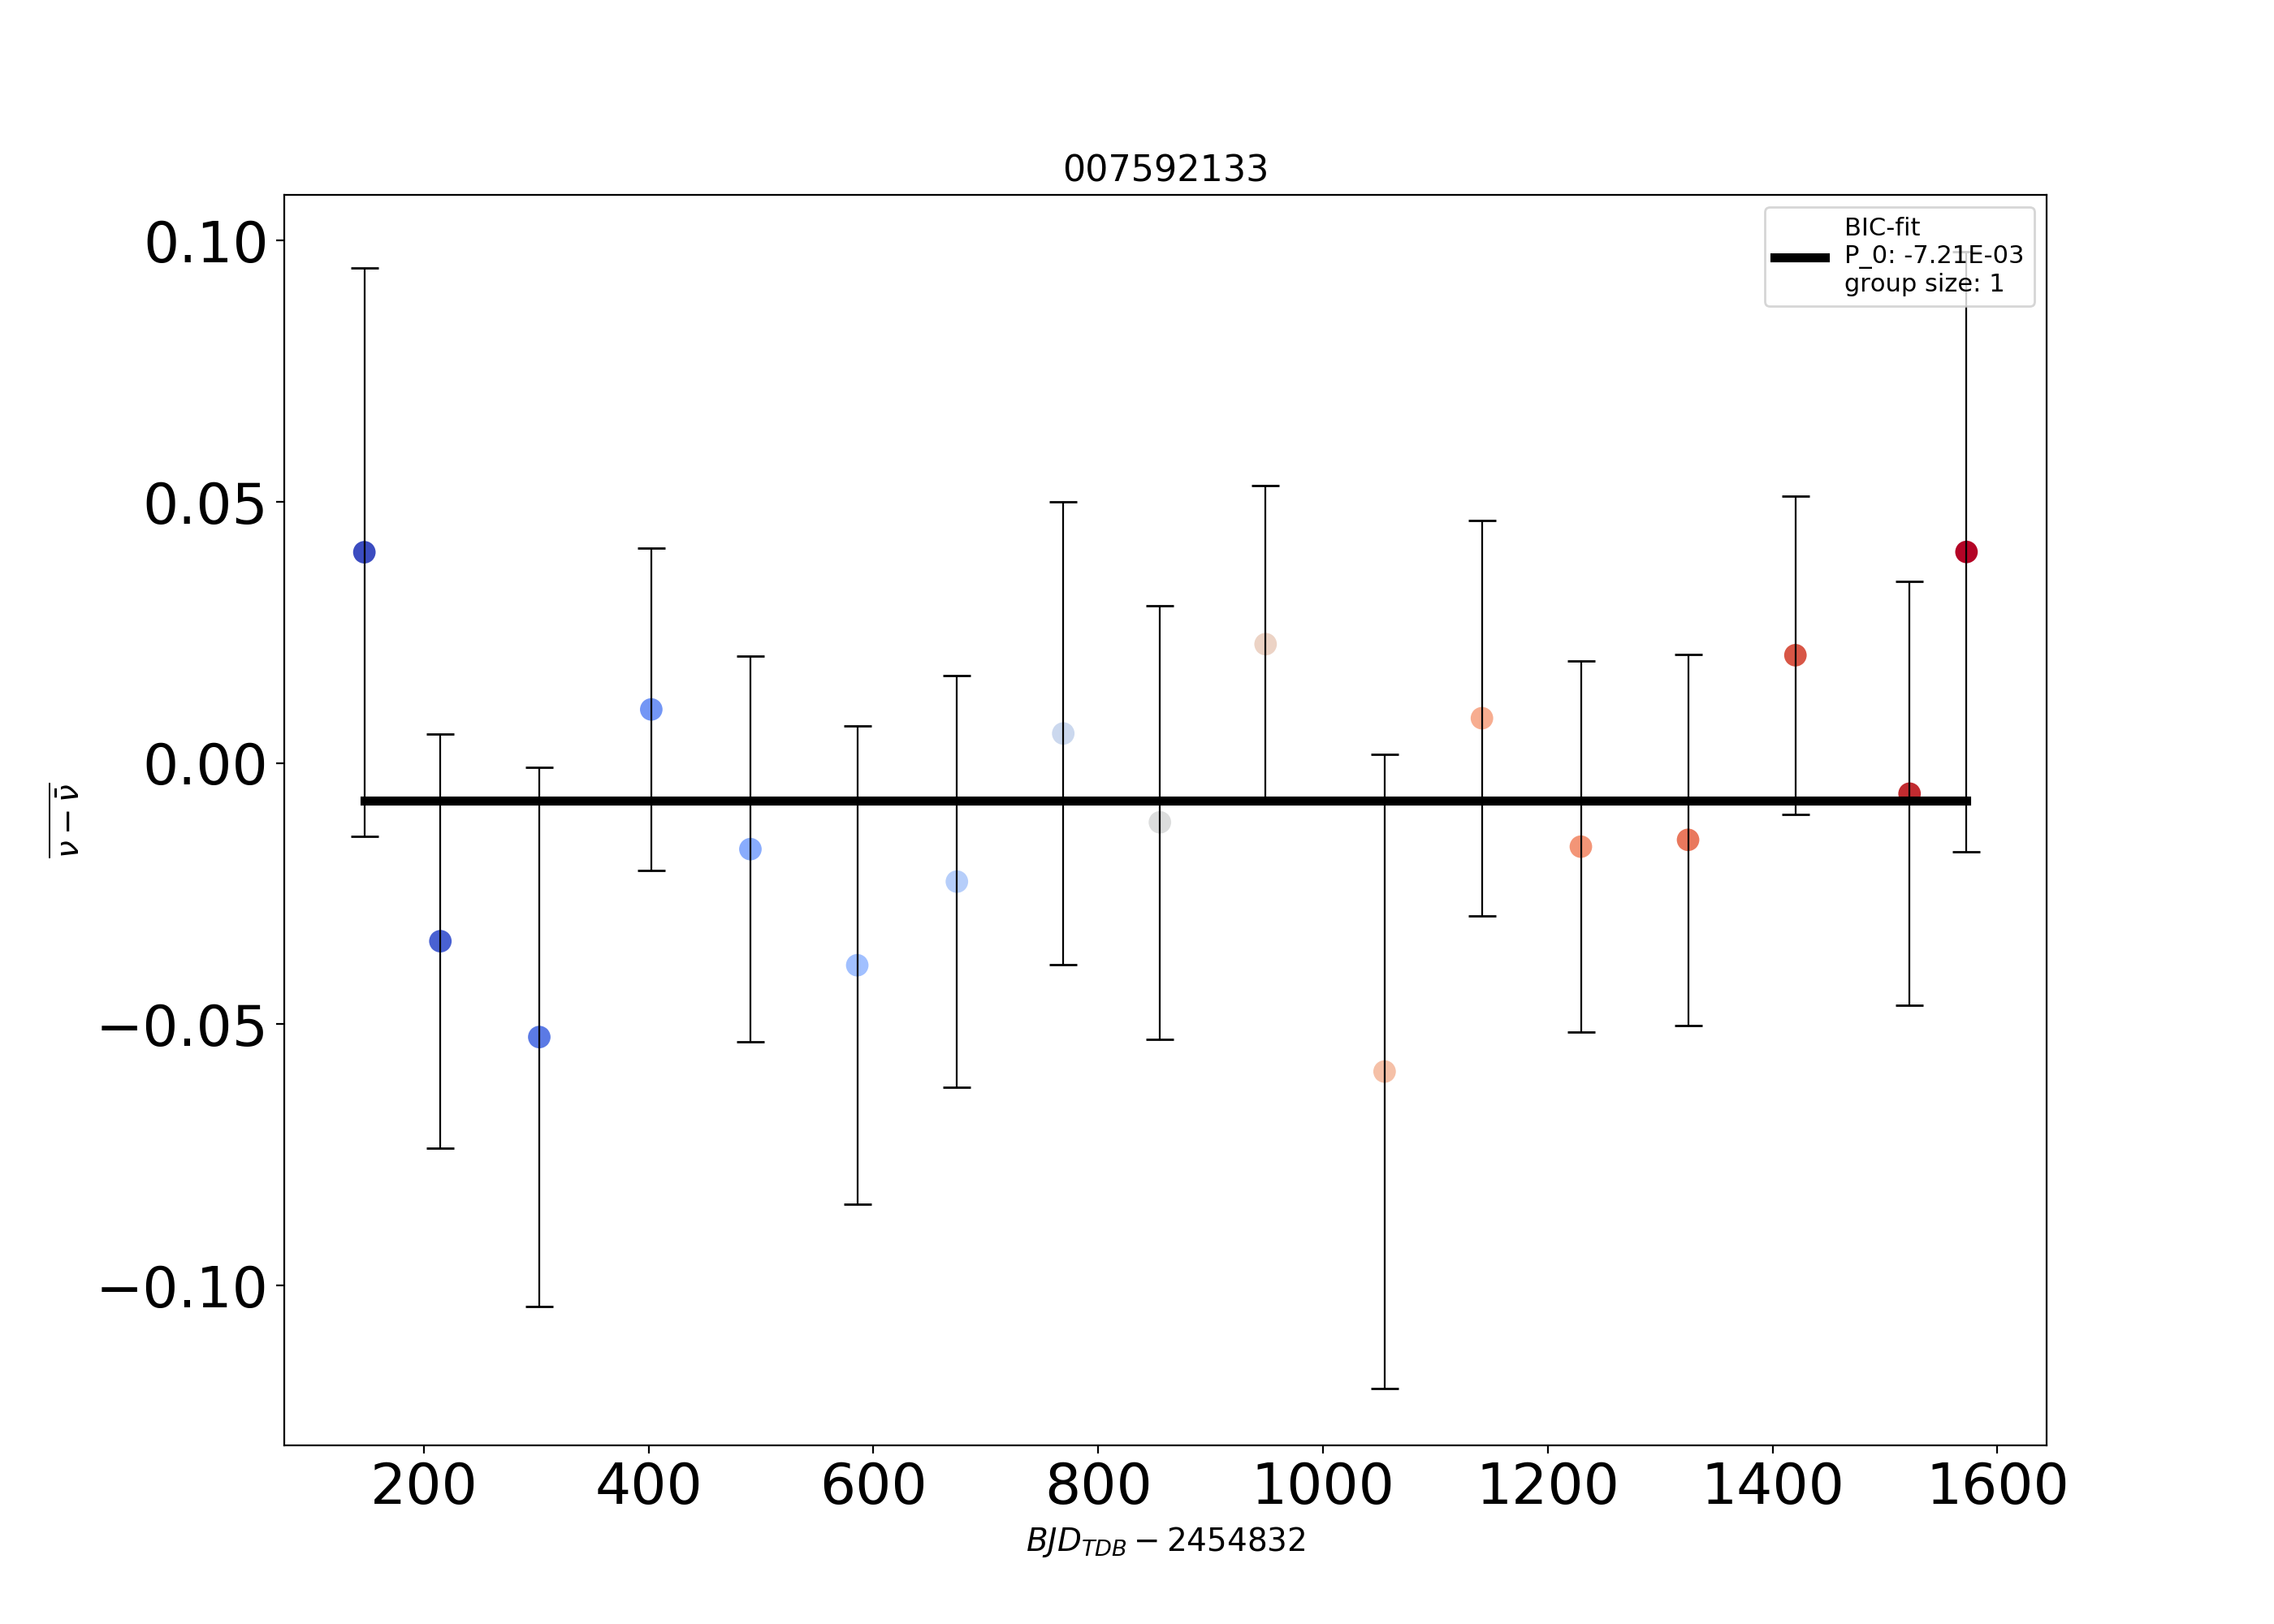 007592133
BIC-fit
P_0: -7.21E-03
group size: 1
0.10
0.05
0.00
−0.05
−0.10
ν − ν̄
200 400 600 800 1000 1200 1400 1600
BJD_TDB − 2454832